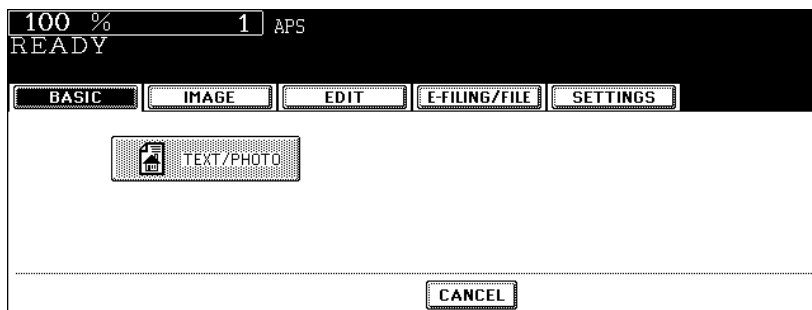 100 % 1 APS
READY
BASIC IMAGE EDIT E-FILING/FILE SETTINGS
TEXT/PHOTO
CANCEL